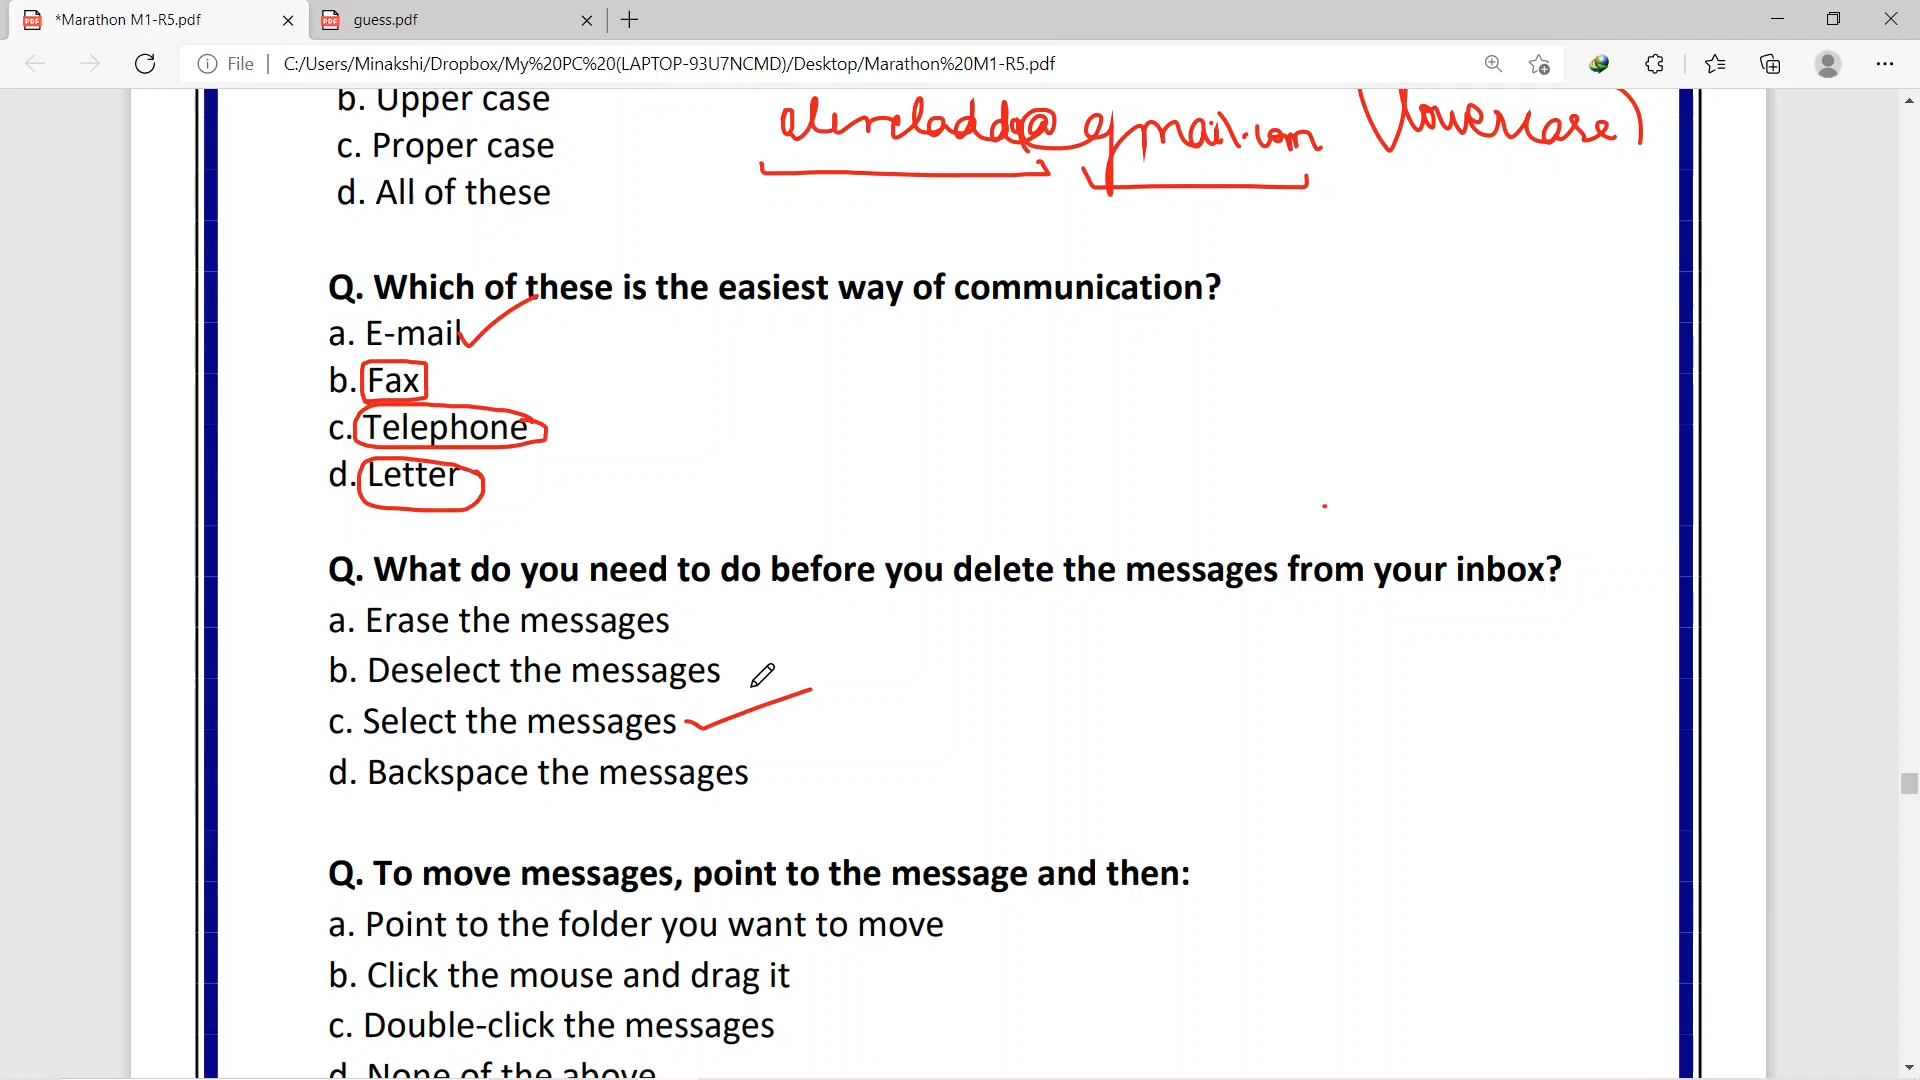 *Marathon M1-R5.pdf
guess.pdf
File
C:/Users/Minakshi/Dropbox/My%20PC%20(LAPTOP-93U7NCMD)/Desktop/Marathon%20M1-R5.pdf
b. Upper case
c. Proper case
d. All of these
@gmail.com
(lowercase)
Q. Which of these is the easiest way of communication?
a. E-mail
b. Fax
c. Telephone
d. Letter
Q. What do you need to do before you delete the messages from your inbox?
a. Erase the messages
b. Deselect the messages
c. Select the messages
d. Backspace the messages
Q. To move messages, point to the message and then:
a. Point to the folder you want to move
b. Click the mouse and drag it
c. Double-click the messages
d. None of the above